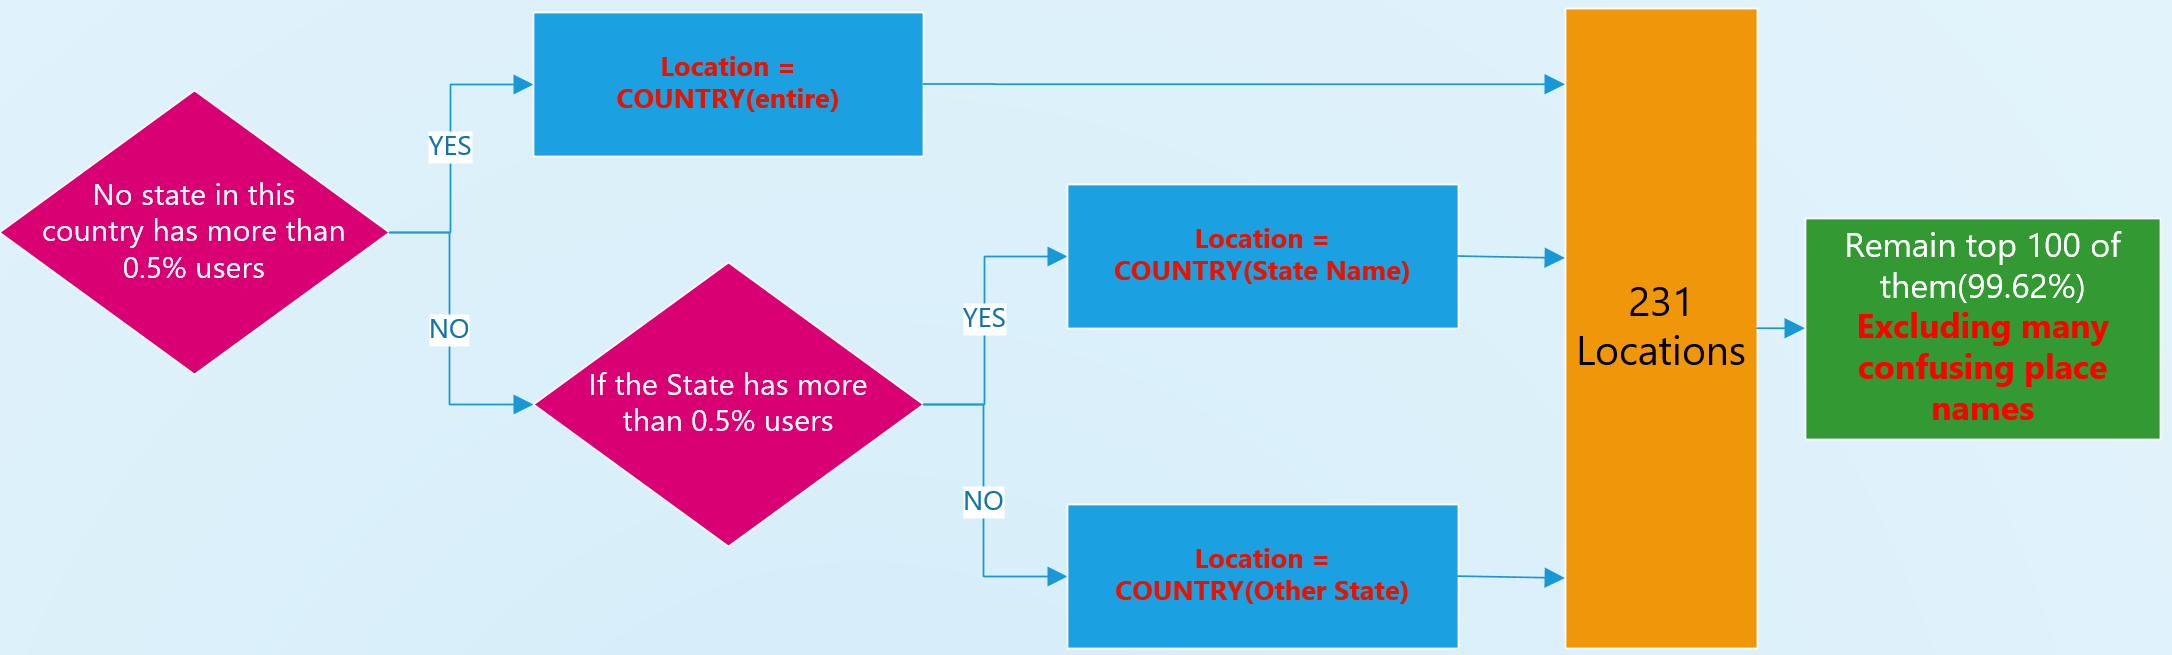 No state in this
country has more than
0.5% users
YES
NO
Location =
COUNTRY(entire)
If the State has more
than 0.5% users
YES
NO
Location =
COUNTRY(State Name)
Location =
COUNTRY(Other State)
231
Locations
Remain top 100 of
them(99.62%)
Excluding many
confusing place
names